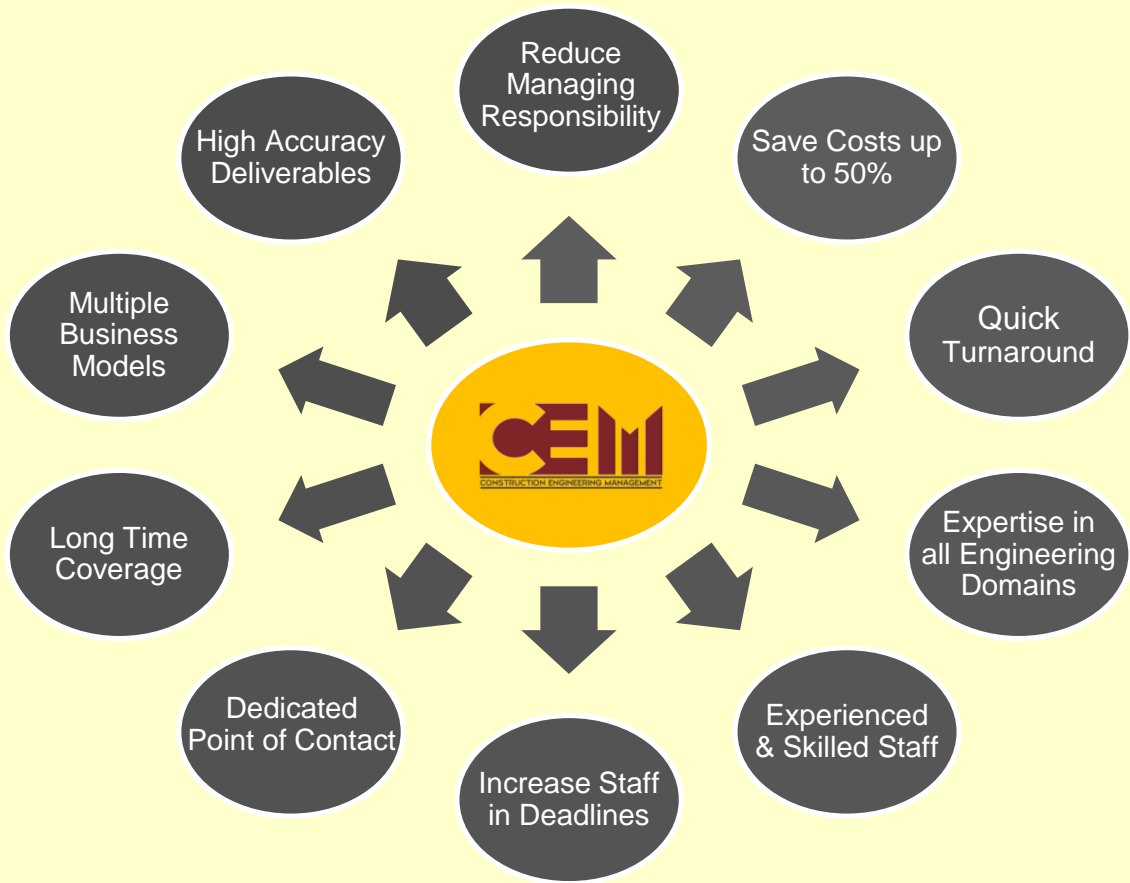 Reduce
Managing
Responsibility
Save Costs up
to 50%
Quick
Turnaround
Expertise in
all Engineering
Domains
Experienced
& Skilled Staff
Increase Staff
in Deadlines
Dedicated
Point of Contact
Long Time
Coverage
Multiple
Business
Models
High Accuracy
Deliverables
CEM
CONSTRUCTION ENGINEERING MANAGEMENT